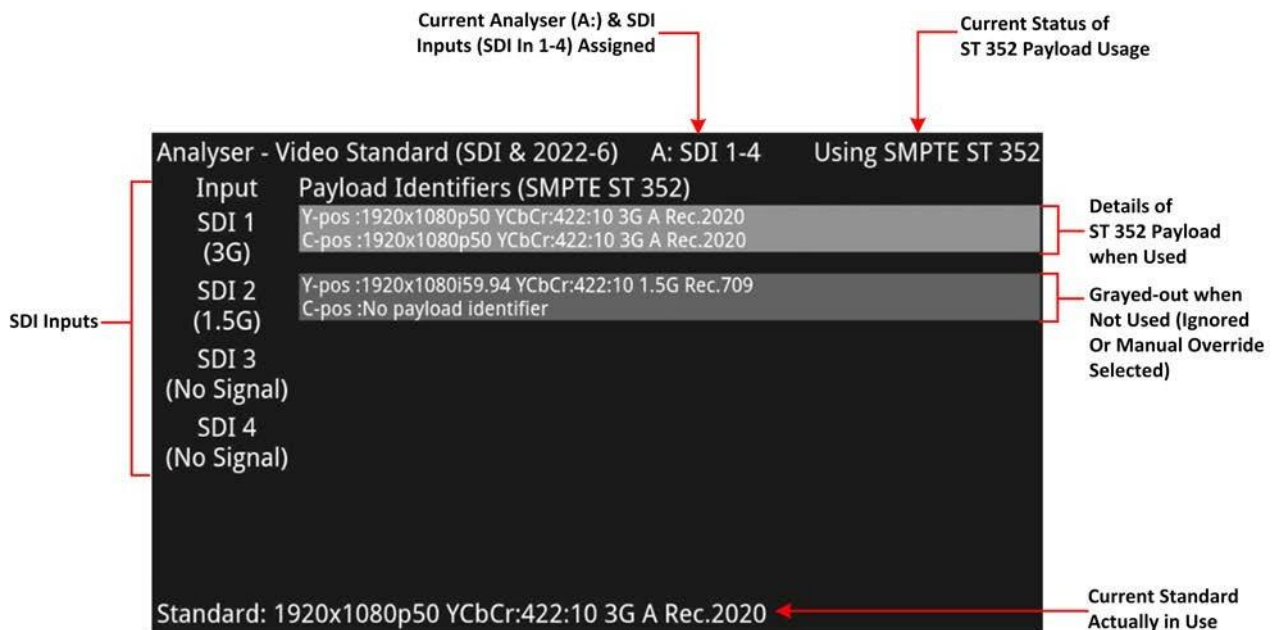 Current Analyser (A:) & SDI
Inputs (SDI In 1-4) Assigned
Current Status of
ST 352 Payload Usage
Analyser - Video Standard (SDI & 2022-6) A: SDI 1-4 Using SMPTE ST 352
Input Payload Identifiers (SMPTE ST 352)
SDI 1
(3G)
Y-pos :1920x1080p50 YCbCr:422:10 3G A Rec.2020
C-pos :1920x1080p50 YCbCr:422:10 3G A Rec.2020
Details of
ST 352 Payload
when Used
SDI 2
(1.5G)
Y-pos :1920x1080i59.94 YCbCr:422:10 1.5G Rec.709
C-pos :No payload identifier
Grayed-out when
Not Used (Ignored
Or Manual Override
Selected)
SDI Inputs
SDI 3
(No Signal)
SDI 4
(No Signal)
Standard: 1920x1080p50 YCbCr:422:10 3G A Rec.2020
Current Standard
Actually in Use